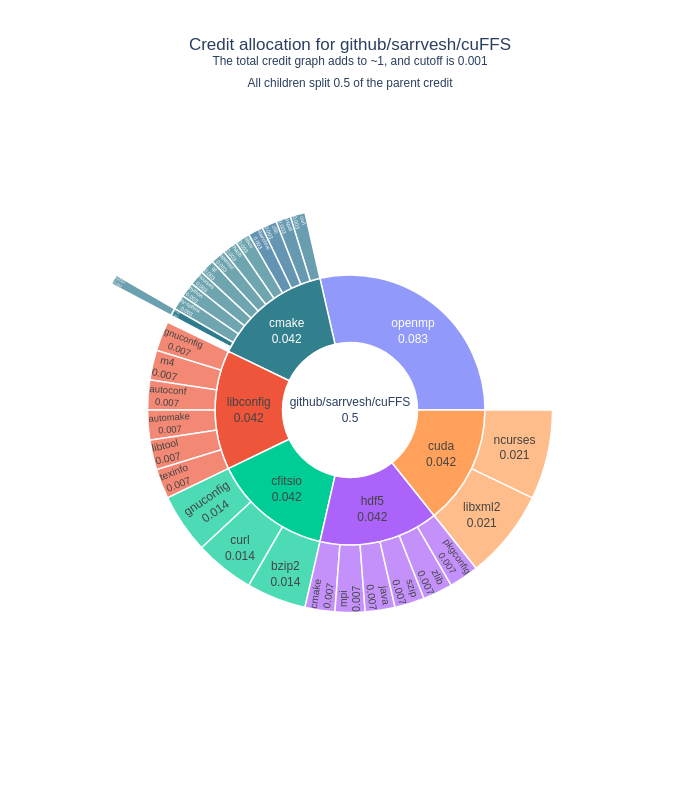 Credit allocation for github/sarrvesh/cuFFS
The total credit graph adds to ~1, and cutoff is 0.001
All children split 0.5 of the parent credit
github/sarrvesh/cuFFS
0.5
openmp
0.083
cmake
0.042
libconfig
0.042
cfitsio
0.042
hdf5
0.042
cuda
0.042
gnuconfig
0.007
m4
0.007
autoconf
0.007
automake
0.007
libtool
0.007
texinfo
0.007
gnuconfig
0.014
curl
0.014
bzip2
0.014
cmake
0.007
mpi
0.007
java
0.007
szip
0.007
zlib
0.007
pkgconfig
0.007
libxml2
0.021
ncurses
0.021